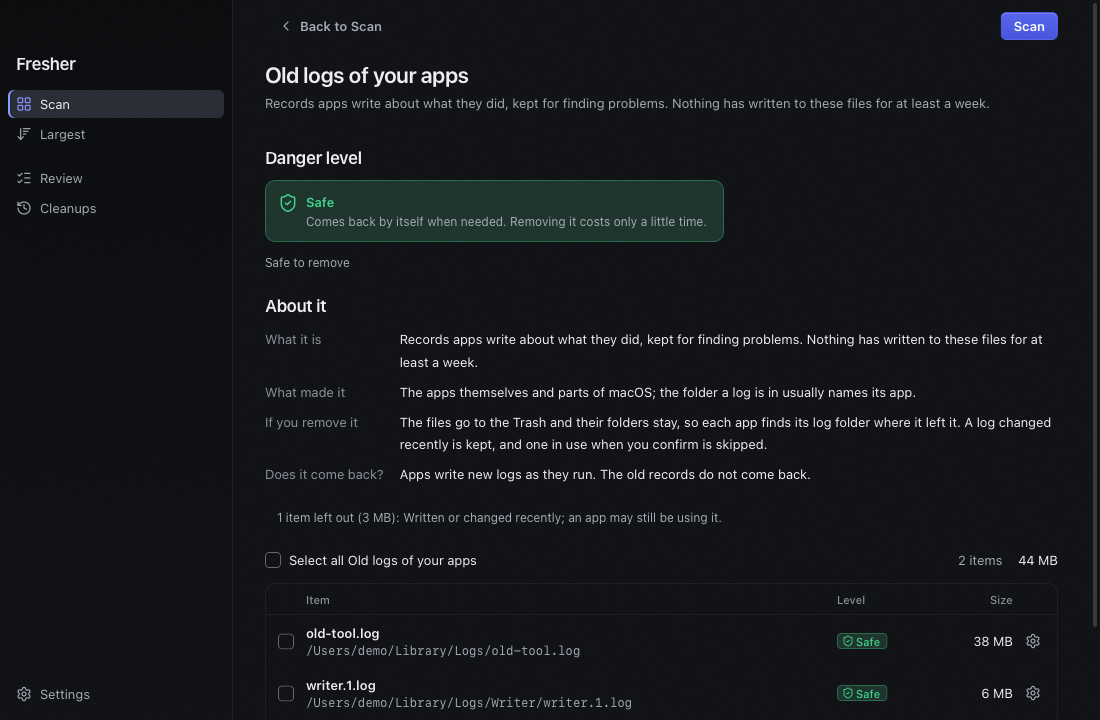 Back to Scan
Scan
Fresher
Scan
Largest
Review
Cleanups
Settings
Old logs of your apps
Records apps write about what they did, kept for finding problems. Nothing has written to these files for at least a week.
Danger level
Safe
Comes back by itself when needed. Removing it costs only a little time.
Safe to remove
About it
What it is
Records apps write about what they did, kept for finding problems. Nothing has written to these files for at
least a week.
What made it
The apps themselves and parts of macOS; the folder a log is in usually names its app.
If you remove it
The files go to the Trash and their folders stay, so each app finds its log folder where it left it. A log changed
recently is kept, and one in use when you confirm is skipped.
Does it come back?
Apps write new logs as they run. The old records do not come back.
1 item left out (3 MB): Written or changed recently; an app may still be using it.
Select all Old logs of your apps
2 items 44 MB
Item Level Size
old-tool.log
/Users/demo/Library/Logs/old-tool.log
Safe
38 MB
writer.1.log
/Users/demo/Library/Logs/Writer/writer.1.log
Safe
6 MB